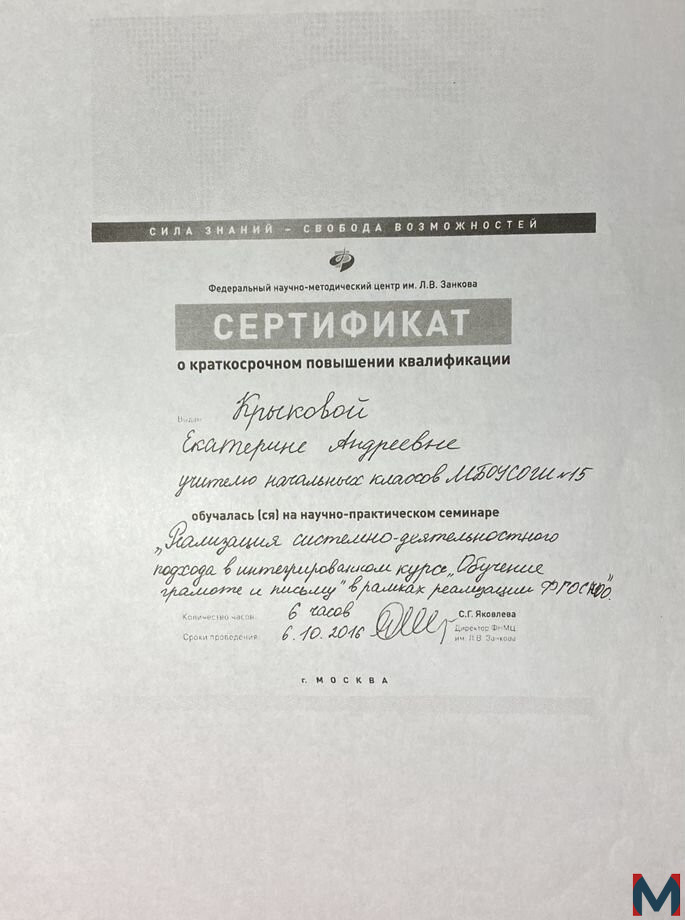 СИЛА ЗНАНИЙ – СВОБОДА ВОЗМОЖНОСТЕЙ
Федеральный научно-методический центр им. Л.В. Занкова
СЕРТИФИКАТ
о краткосрочном повышении квалификации
Выдан Крыковой
Екатерине Андреевне
учителю начальных классов МБОУСОШ №15
обучалась (ся) на научно-практическом семинаре
„Реализация системно-деятельностного
подхода в интегрированном курсе „Обучение
грамоте и письму" в рамках реализации ФГОС НОО".
Количество часов 6 часов С.Г. Яковлева
Сроки проведения 6.10.2016 Директор ФНМЦ
им. Л.В. Занкова
г. МОСКВА
М